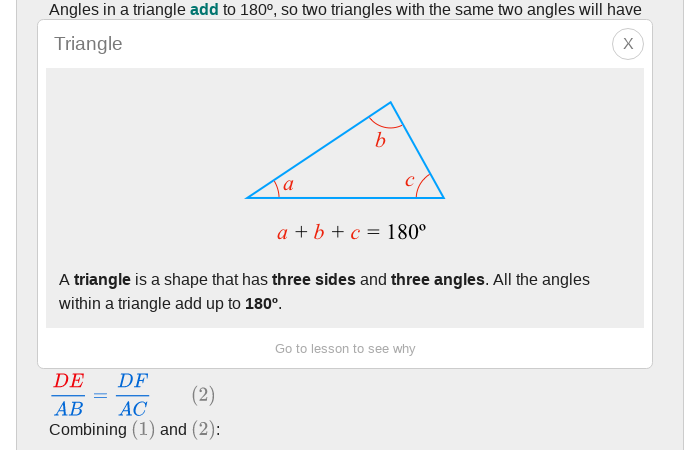 Angles in a triangle add to 180º, so two triangles with the same two angles will have
Triangle
X
b
a
c
a + b + c = 180º
A triangle is a shape that has three sides and three angles. All the angles
within a triangle add up to 180º.
Go to lesson to see why
DE/AB = DF/AC (2)
Combining (1) and (2):